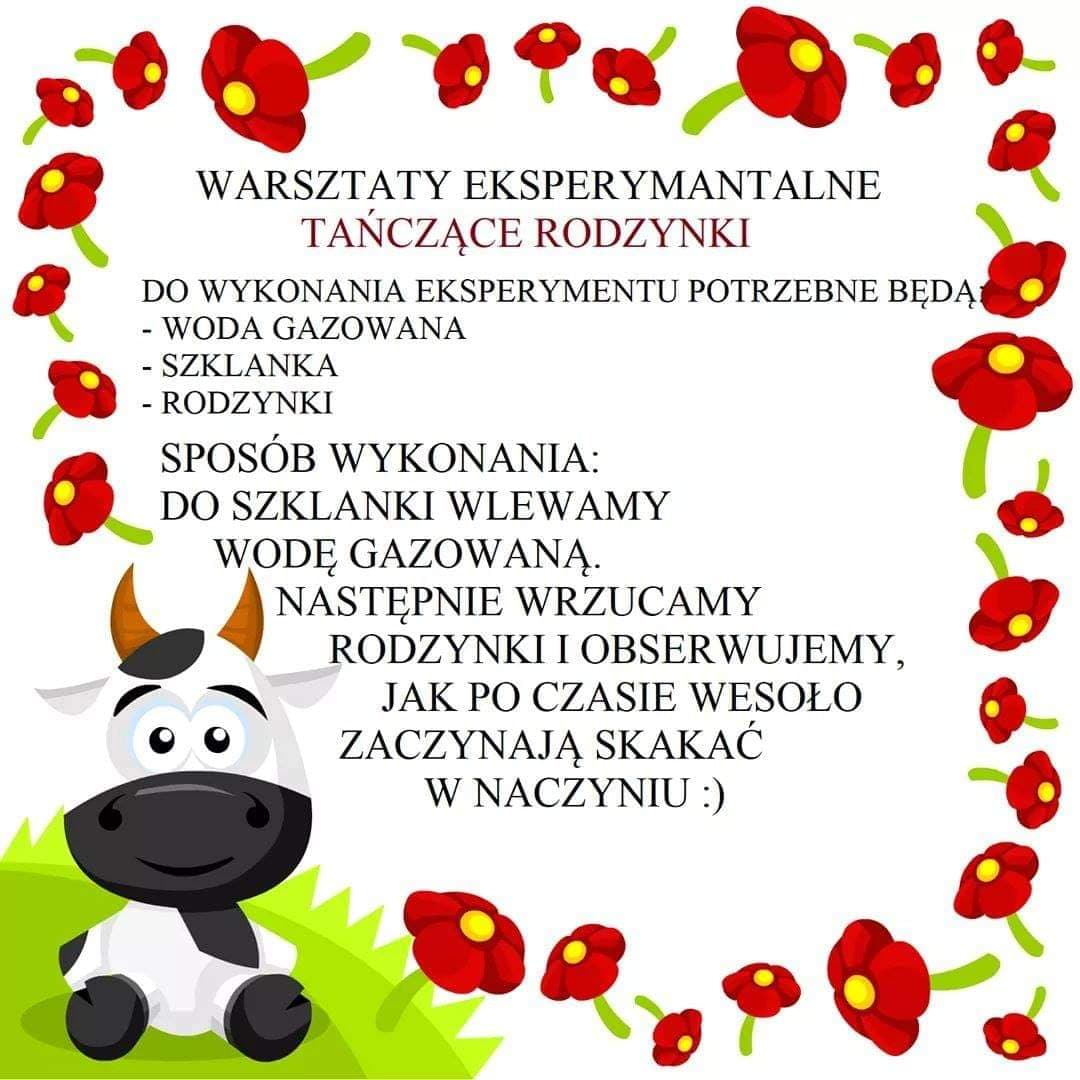 WARSZTATY EKSPERYMANTALNE
TAŃCZĄCE RODZYNKI
DO WYKONANIA EKSPERYMENTU POTRZEBNE BĘDĄ:
- WODA GAZOWANA
- SZKLANKA
- RODZYNKI
SPOSÓB WYKONANIA:
DO SZKLANKI WLEWAMY
WODĘ GAZOWANĄ.
NASTĘPNIE WRZUCAMY
RODZYNKI I OBSERWUJEMY,
JAK PO CZASIE WESOŁO
ZACZYNAJĄ SKAKAĆ
W NACZYNIU :)